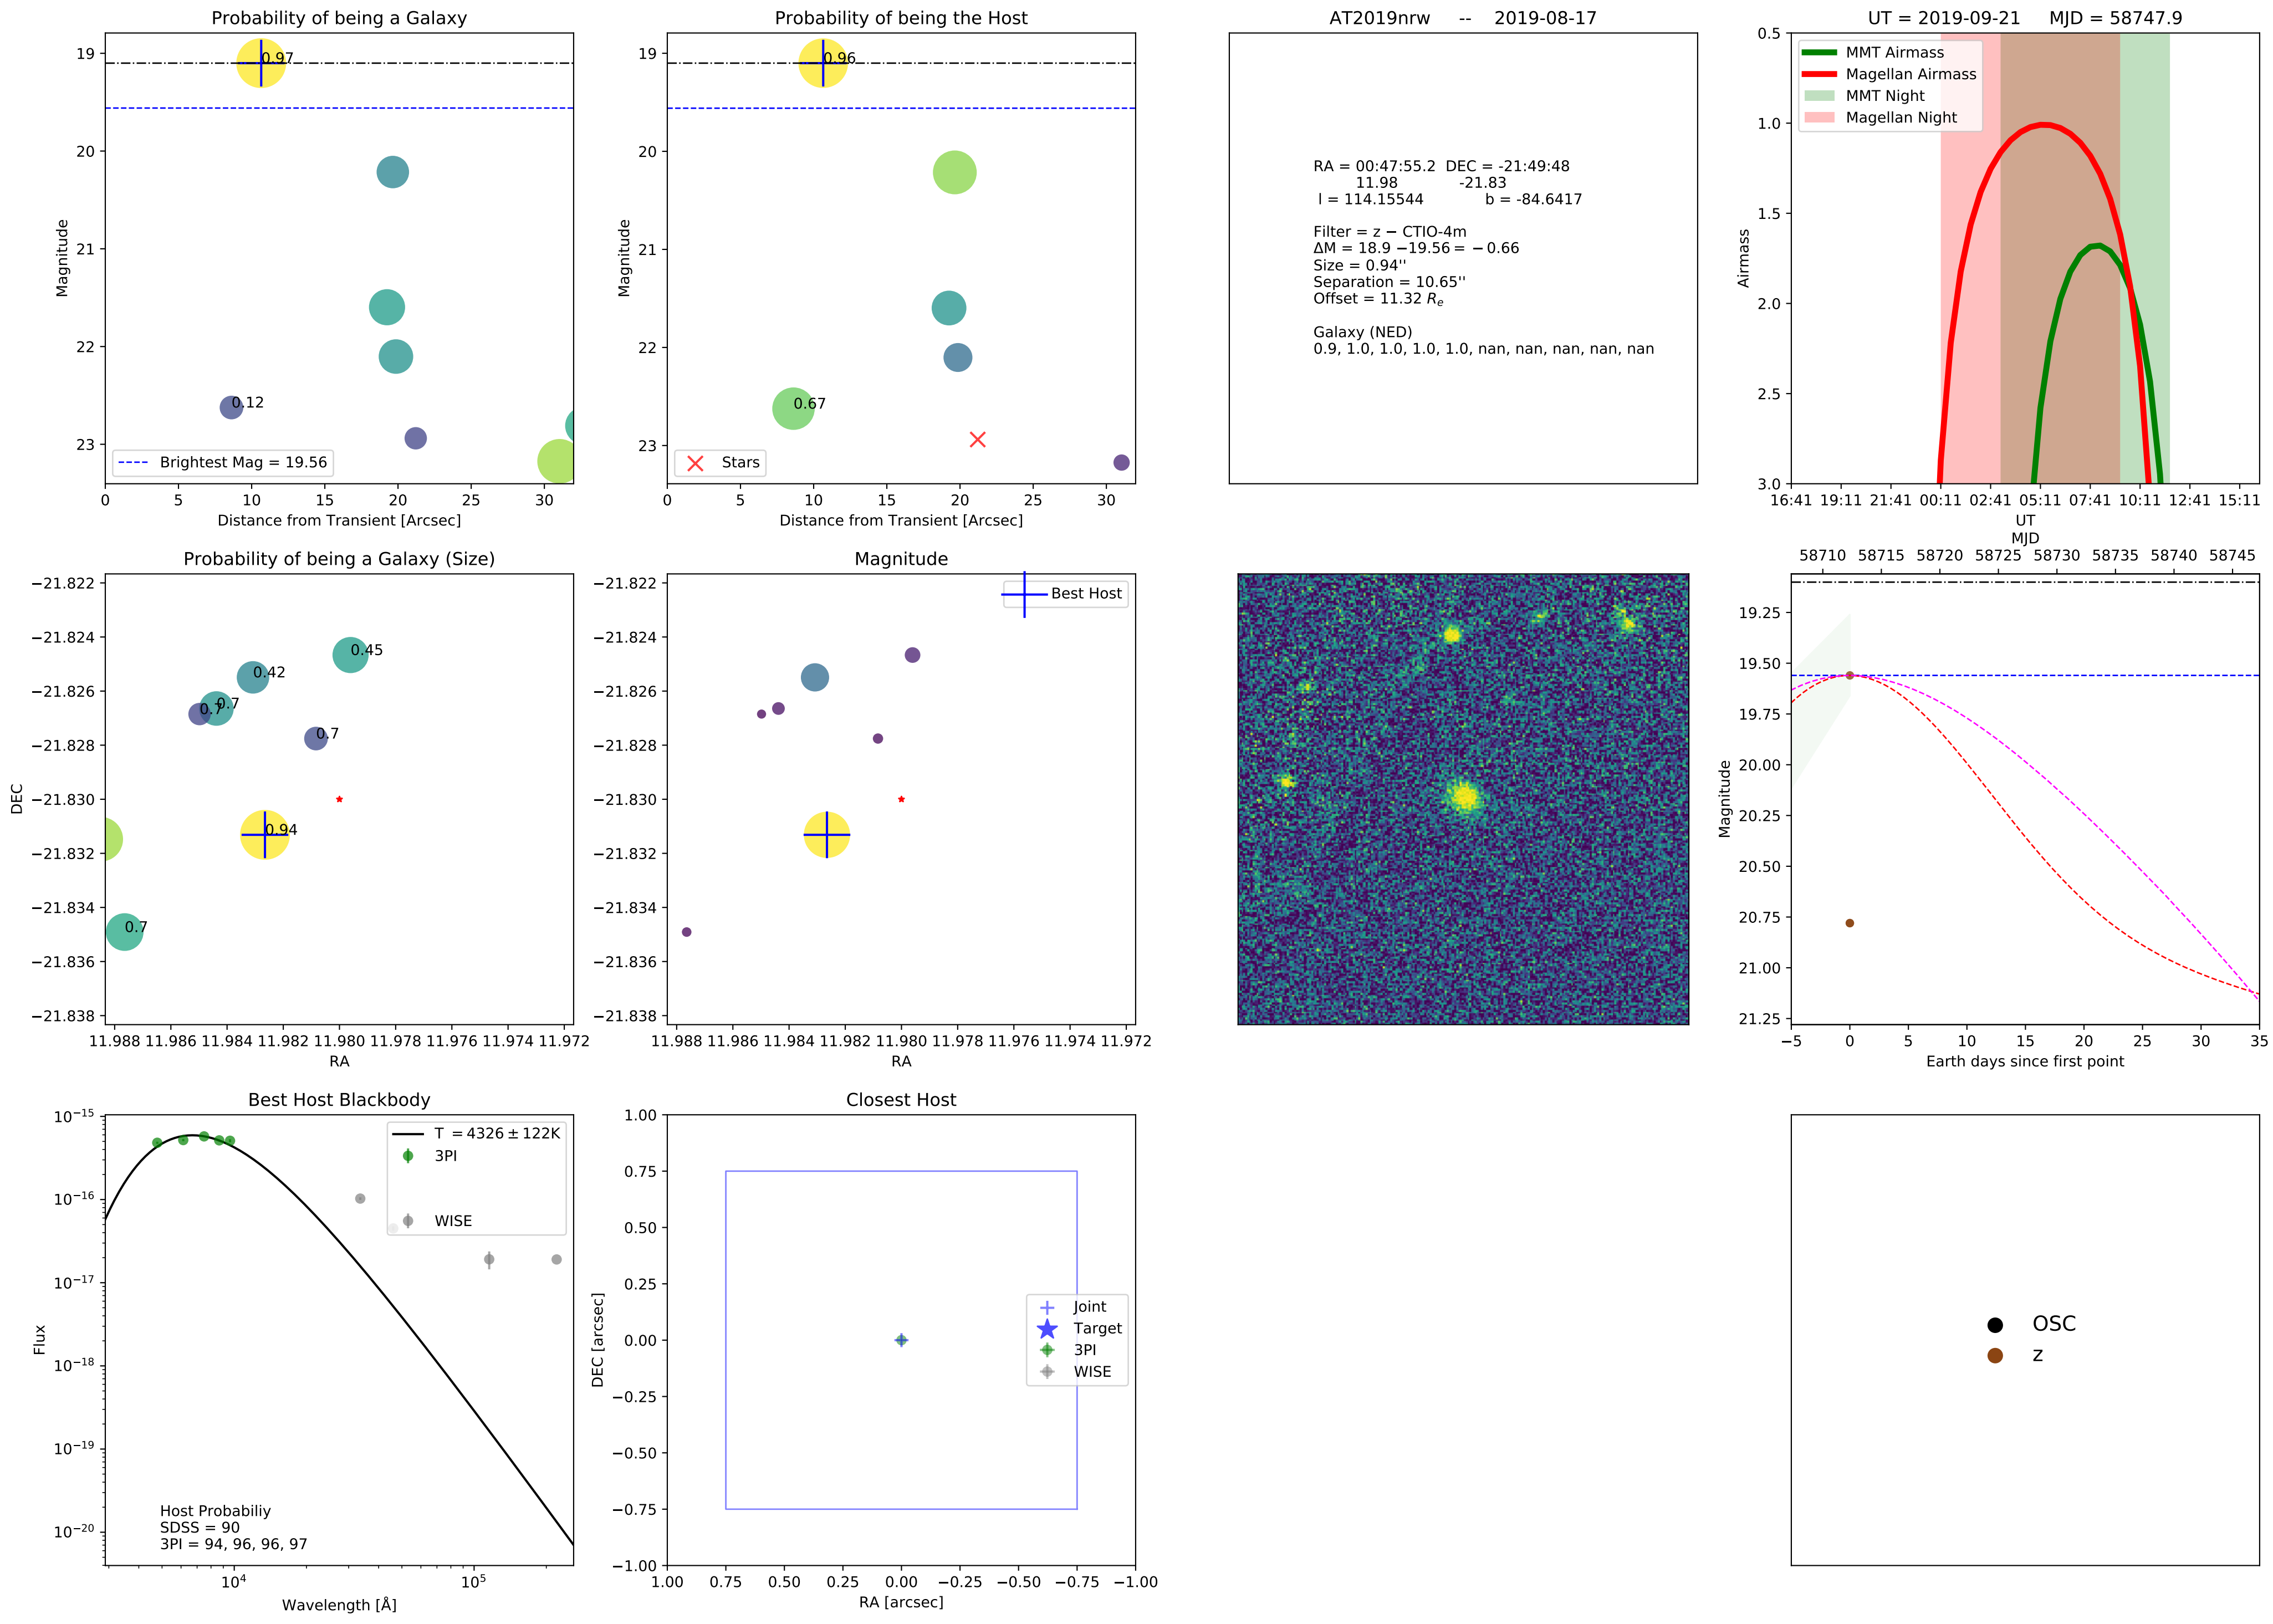 Probability of being a Galaxy
19
20
21
22
23
Magnitude
0.97
0.12
Brightest Mag = 19.56
0 5 10 15 20 25 30
Distance from Transient [Arcsec]
Probability of being the Host
19
20
21
22
23
Magnitude
0.96
0.67
Stars
0 5 10 15 20 25 30
Distance from Transient [Arcsec]
AT2019nrw -- 2019-08-17
RA = 00:47:55.2 DEC = -21:49:48
11.98 -21.83
l = 114.15544 b = -84.6417
Filter = z − CTIO-4m
ΔM = 18.9 −19.56 = −0.66
Size = 0.94''
Separation = 10.65''
Offset = 11.32 Re
Galaxy (NED)
0.9, 1.0, 1.0, 1.0, 1.0, nan, nan, nan, nan, nan
UT = 2019-09-21 MJD = 58747.9
0.5
1.0
1.5
2.0
2.5
3.0
Airmass
MMT Airmass
Magellan Airmass
MMT Night
Magellan Night
16:41 19:11 21:41 00:11 02:41 05:11 07:41 10:11 12:41 15:11
UT
Probability of being a Galaxy (Size)
−21.822
−21.824
−21.826
−21.828
−21.830
−21.832
−21.834
−21.836
−21.838
DEC
0.45
0.42
0.7
0.7
0.7
0.94
0.7
11.988 11.986 11.984 11.982 11.980 11.978 11.976 11.974 11.972
RA
Magnitude
Best Host
−21.822
−21.824
−21.826
−21.828
−21.830
−21.832
−21.834
−21.836
−21.838
11.988 11.986 11.984 11.982 11.980 11.978 11.976 11.974 11.972
RA
MJD
58710 58715 58720 58725 58730 58735 58740 58745
19.25
19.50
19.75
20.00
20.25
20.50
20.75
21.00
21.25
Magnitude
−5 0 5 10 15 20 25 30 35
Earth days since first point
Best Host Blackbody
10−15
10−16
10−17
10−18
10−19
10−20
Flux
T = 4326 ± 122K
3PI
WISE
Host Probabiliy
SDSS = 90
3PI = 94, 96, 96, 97
104 105
Wavelength [Å]
Closest Host
1.00
0.75
0.50
0.25
0.00
−0.25
−0.50
−0.75
−1.00
DEC [arcsec]
Joint
Target
3PI
WISE
1.00 0.75 0.50 0.25 0.00 −0.25 −0.50 −0.75 −1.00
RA [arcsec]
OSC
z